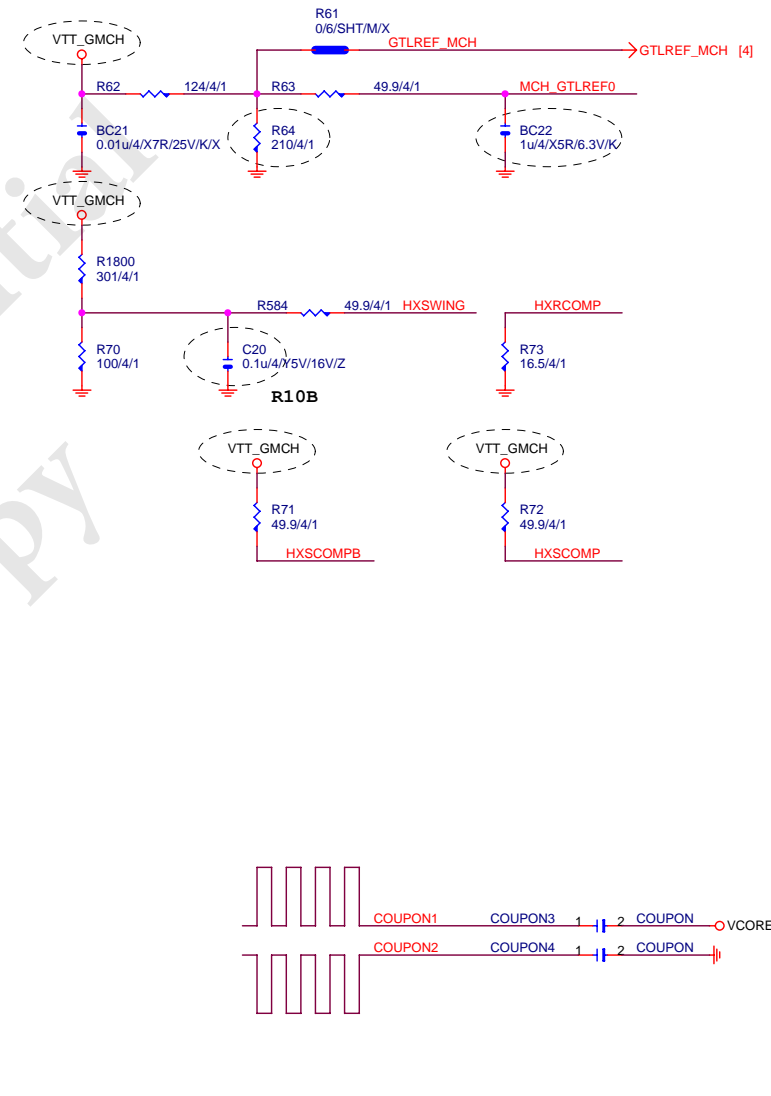 R61
0/6/SHT/M/X
VTT_GMCH
GTLREF_MCH
GTLREF_MCH [4]
R62 124/4/1 R63 49.9/4/1 MCH_GTLREF0
BC21
0.01u/4/X7R/25V/K/X
R64
210/4/1
BC22
1u/4/X5R/6.3V/K
VTT_GMCH
R1800
301/4/1
R584 49.9/4/1 HXSWING HXRCOMP
R70
100/4/1
C20
0.1u/4/Y5V/16V/Z
R73
16.5/4/1
R10B
VTT_GMCH VTT_GMCH
R71
49.9/4/1
R72
49.9/4/1
HXSCOMPB HXSCOMP
COUPON1 COUPON3 1 2 COUPON VCORE
COUPON2 COUPON4 1 2 COUPON
tial
py